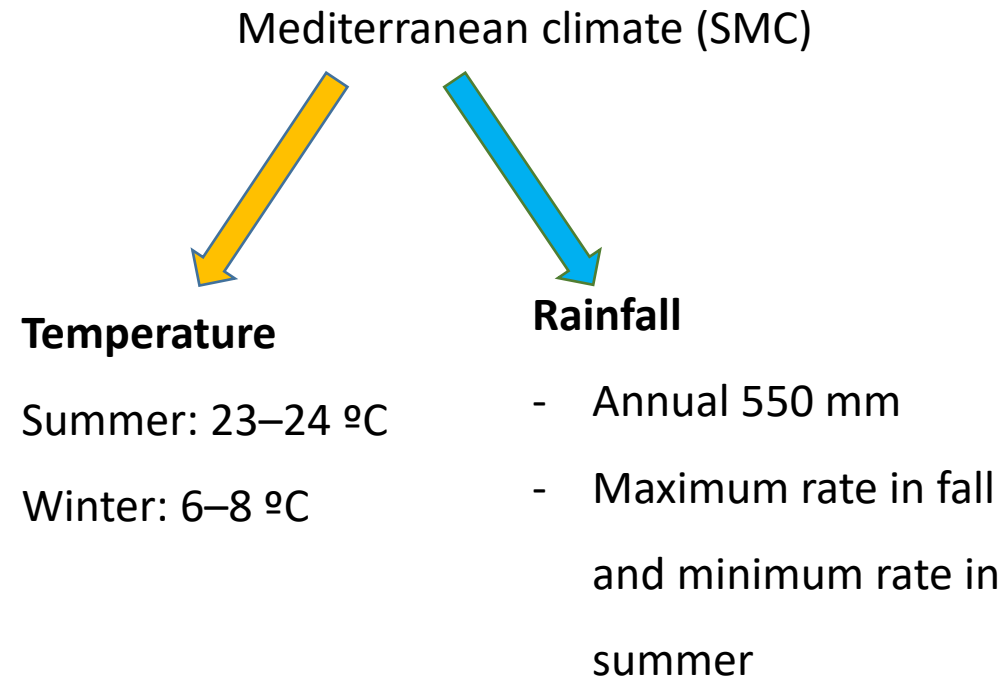 Mediterranean climate (SMC)
Temperature
Summer: 23–24 ºC
Winter: 6–8 ºC
Rainfall
- Annual 550 mm
- Maximum rate in fall
and minimum rate in
summer